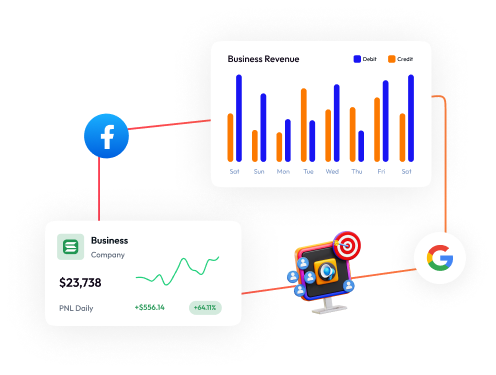 Business Revenue
Debit
Credit
Sat Sun Mon Tue Wed Thu Fri Sat
Business
Company
$23,738
PNL Daily +$556.14 +64.11%